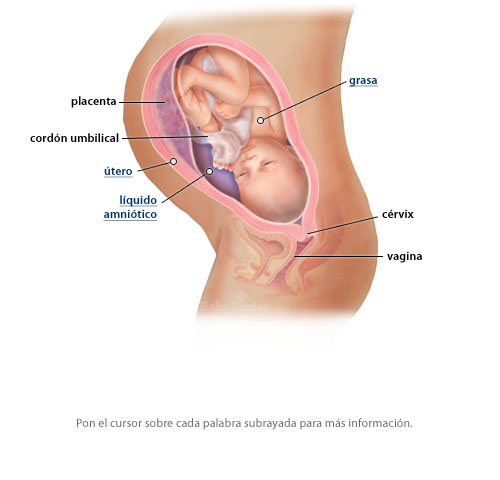 grasa
placenta
cordón umbilical
útero
líquido
amniótico
cérvix
vagina
BabyCenter
Pon el cursor sobre cada palabra subrayada para más información.